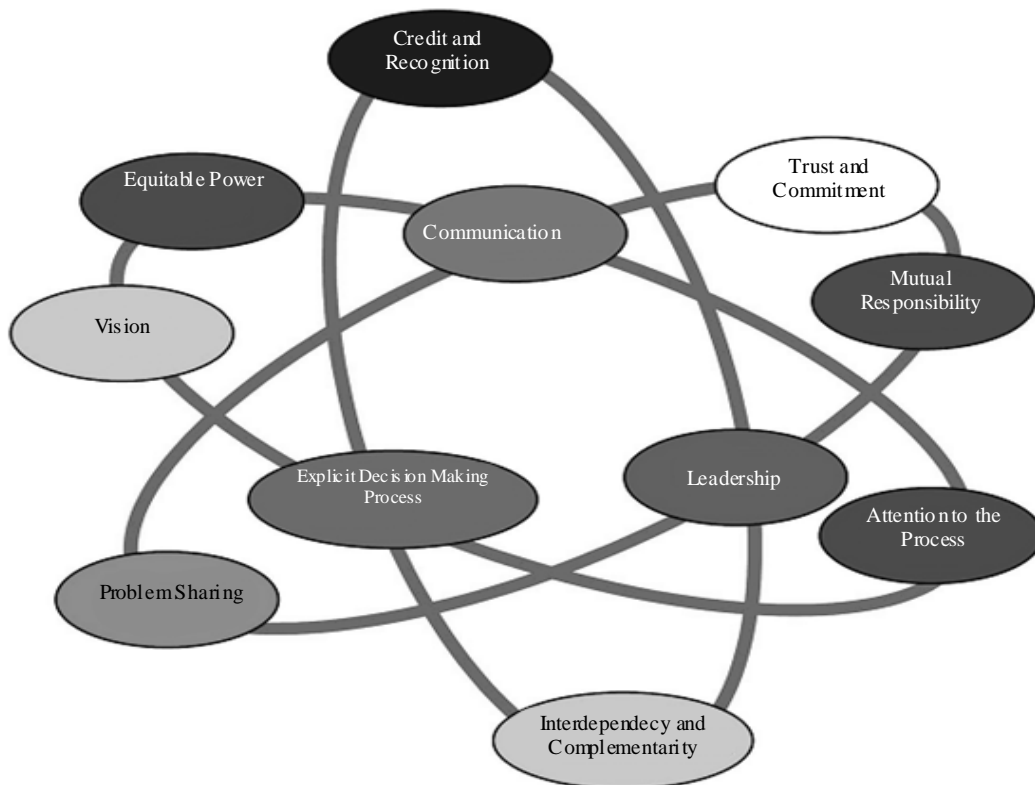 Credit and
Recognition
Trust and
Commitment
Equitable Power
Communication
Mutual
Responsibility
Vision
Explicit Decision Making
Process
Leadership
Attention to the
Process
Problem Sharing
Interdependecy and
Complementarity